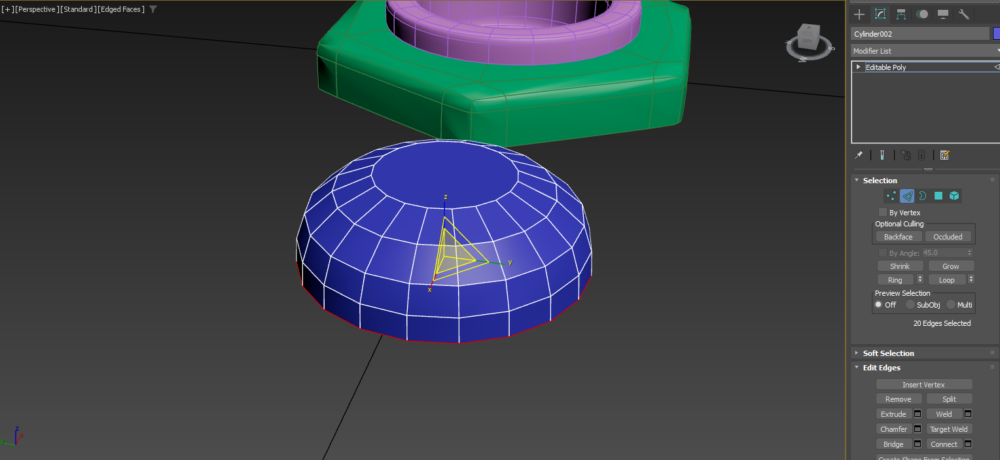 [+][Perspective][Standard][Edged Faces]
Cylinder002
Modifier List
LEFT
Editable Poly
Selection
By Vertex
Optional Culling
Backface Occluded
By Angle: 45.0
Shrink Grow
Ring Loop
Preview Selection
Off SubObj Multi
20 Edges Selected
Soft Selection
Edit Edges
Insert Vertex
Remove Split
Extrude Weld
Chamfer Target Weld
Bridge Connect
Create Shape From Selection
z
y
x
z
x
y